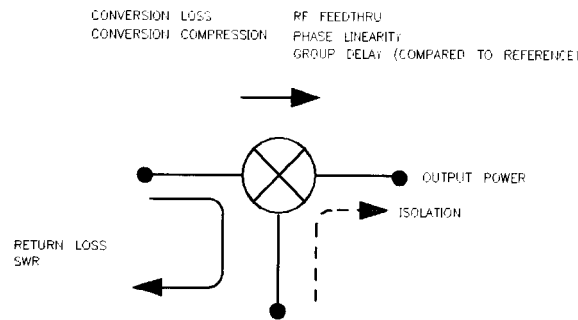 CONVERSION LOSS RF FEEDTHRU
CONVERSION COMPRESSION PHASE LINEARITY
GROUP DELAY (COMPARED TO REFERENCE)
OUTPUT POWER
ISOLATION
RETURN LOSS
SWR